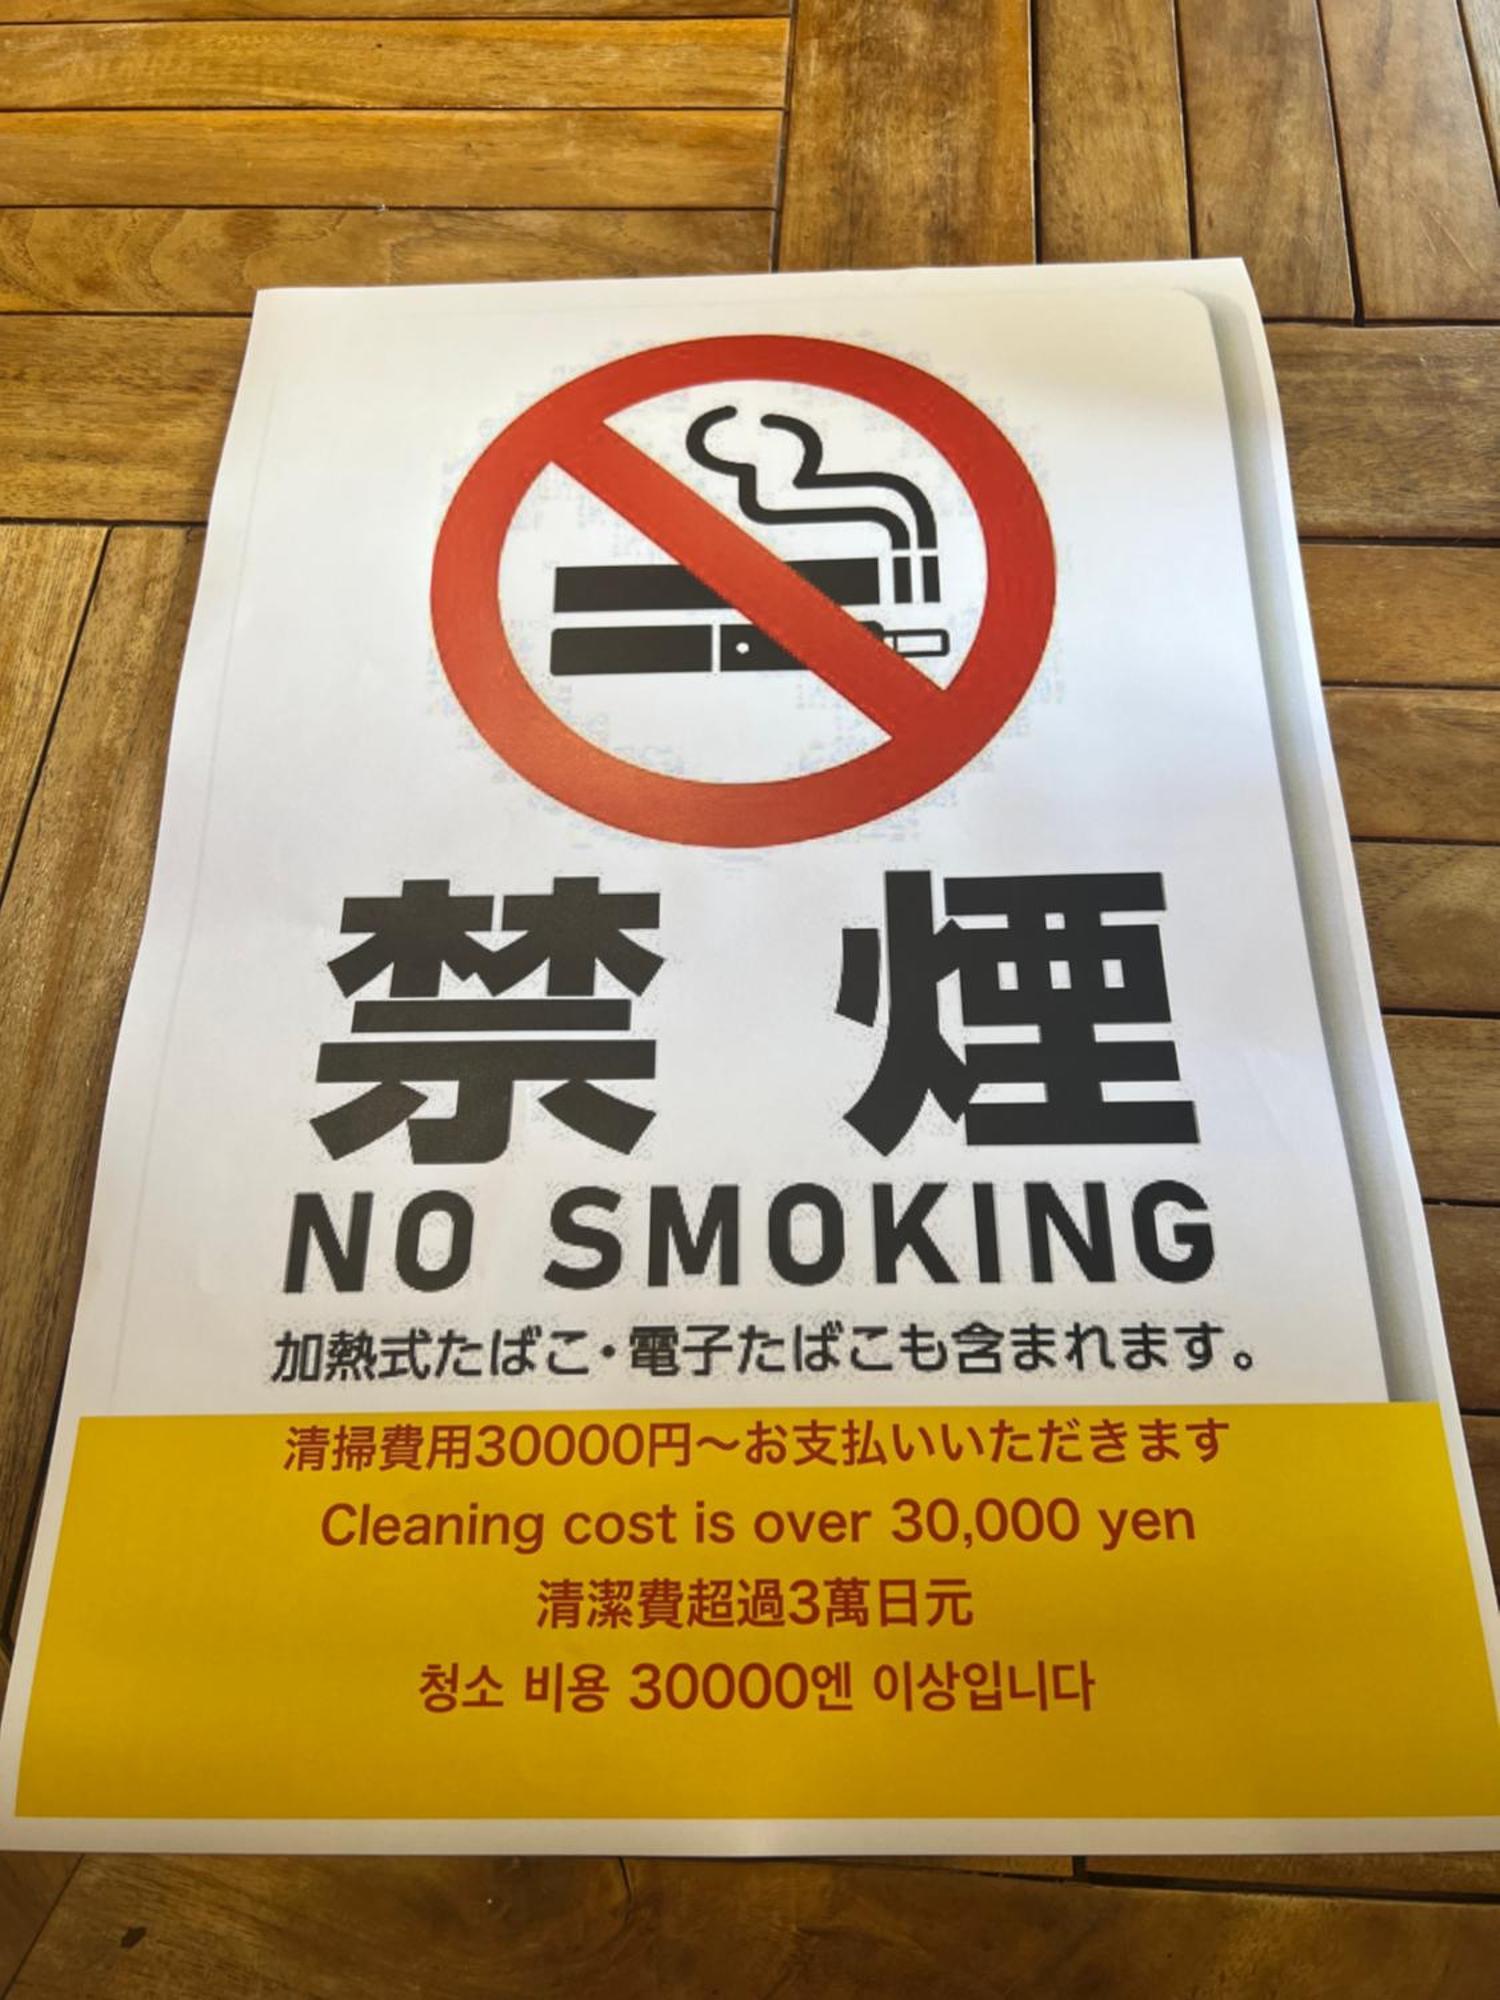 禁煙
NO SMOKING
加熱式たばこ・電子たばこも含まれます。
清掃費用30000円〜お支払いいただきます
Cleaning cost is over 30,000 yen
清潔費超過3萬日元
청소 비용 30000엔 이상입니다